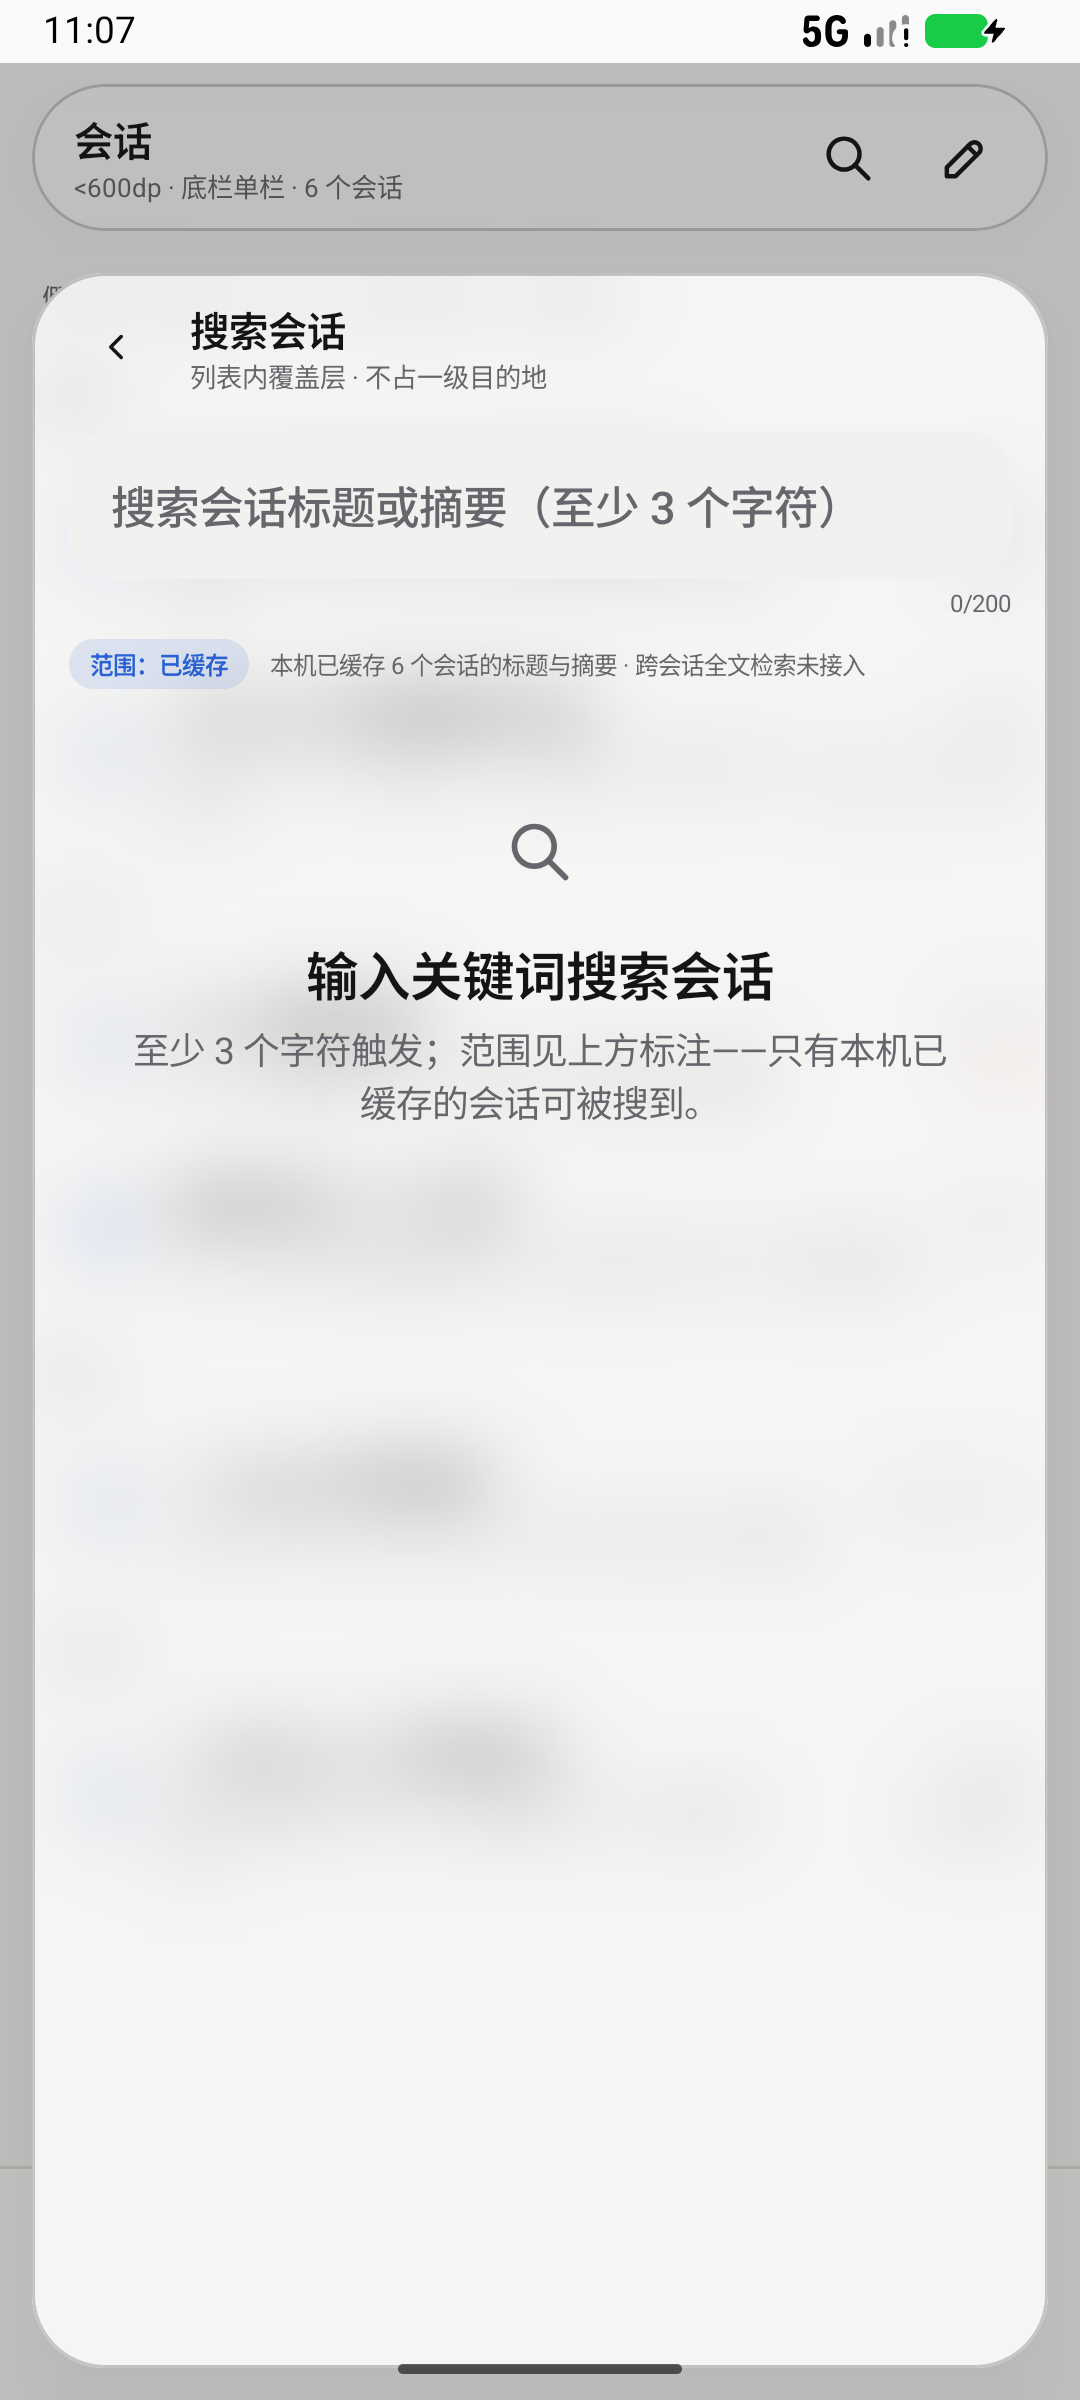 11:07
5G
会话
<600dp · 底栏单栏 · 6 个会话
搜索会话
列表内覆盖层 · 不占一级目的地
搜索会话标题或摘要（至少 3 个字符）
0/200
范围：已缓存 本机已缓存 6 个会话的标题与摘要 · 跨会话全文检索未接入
输入关键词搜索会话
至少 3 个字符触发；范围见上方标注——只有本机已
缓存的会话可被搜到。